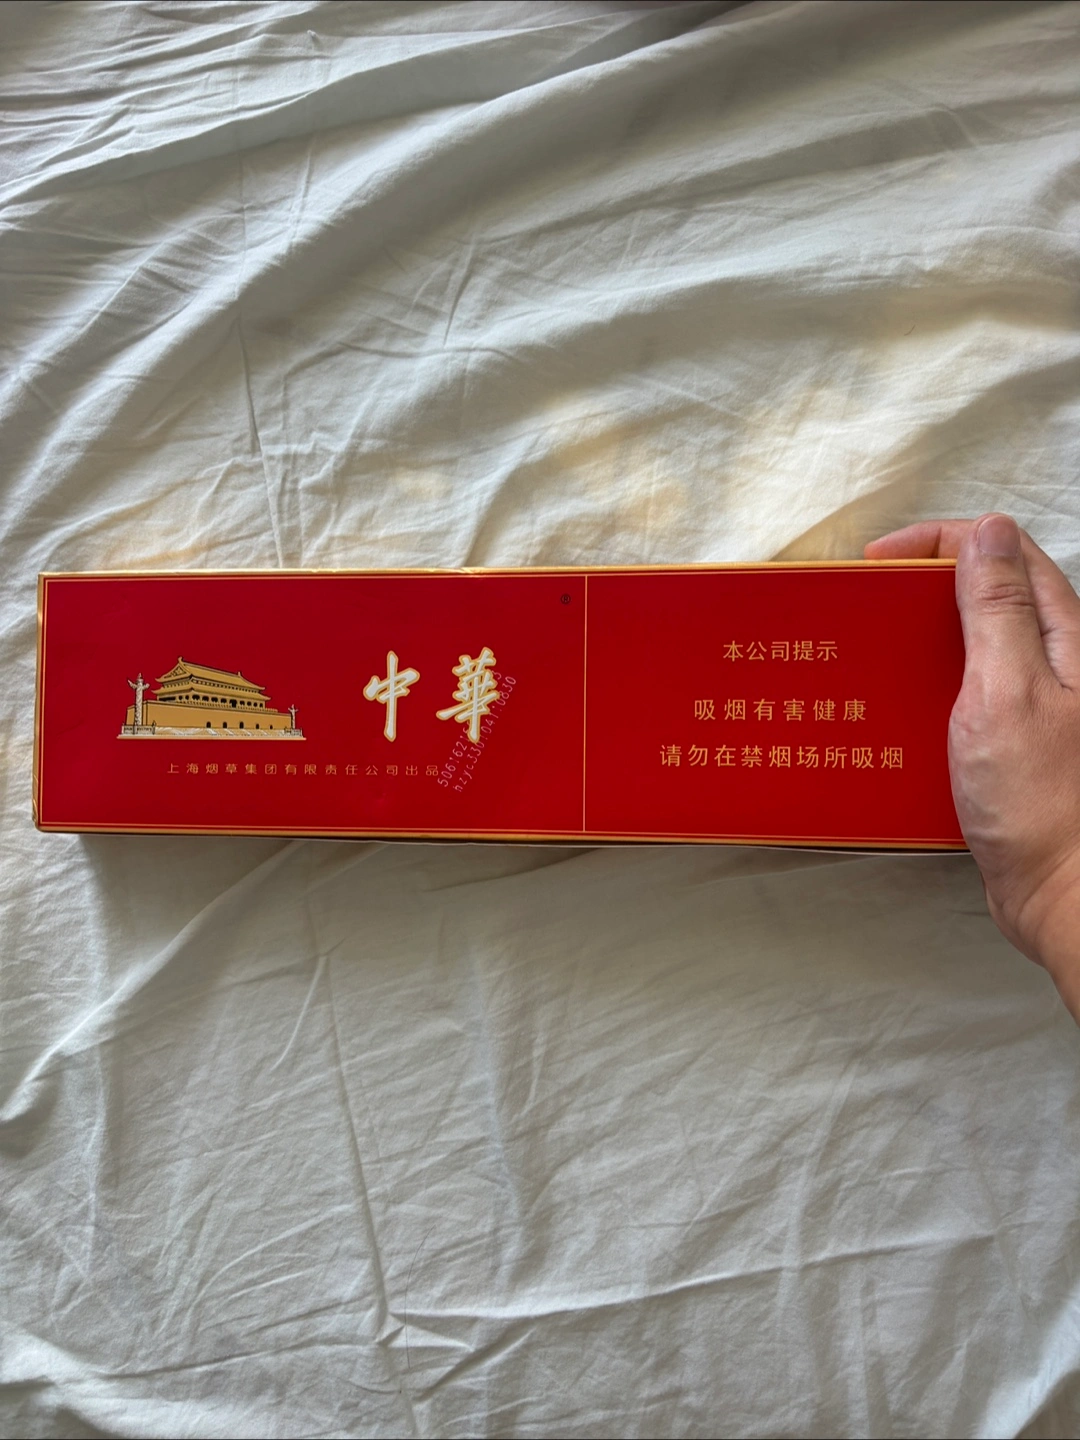 中華
®
上海烟草集团有限责任公司出品
本公司提示
吸烟有害健康
请勿在禁烟场所吸烟